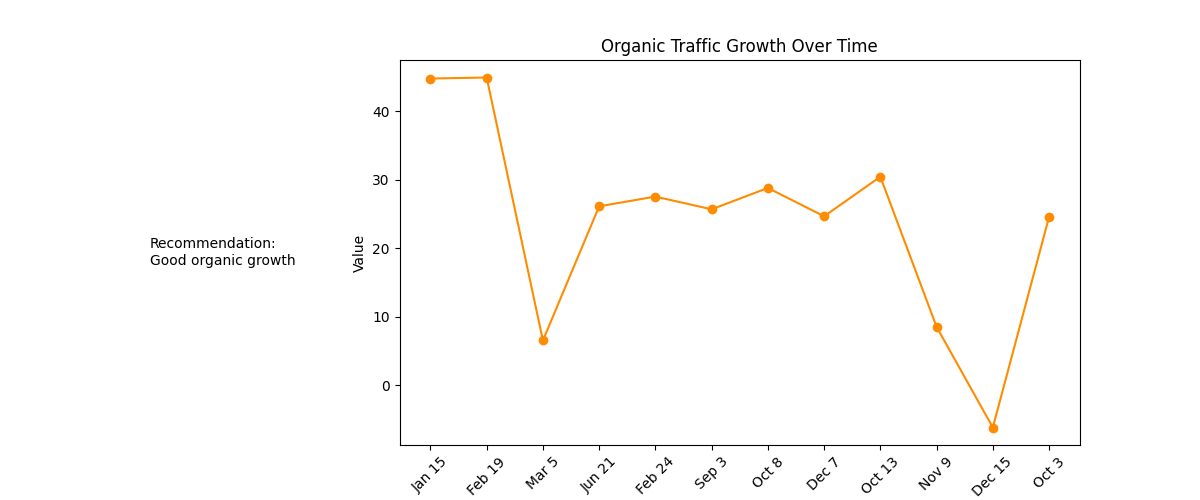 Organic Traffic Growth Over Time
Recommendation:
Good organic growth
Value
40
30
20
10
0
Jan 15
Feb 19
Mar 5
Jun 21
Feb 24
Sep 3
Oct 8
Dec 7
Oct 13
Nov 9
Dec 15
Oct 3